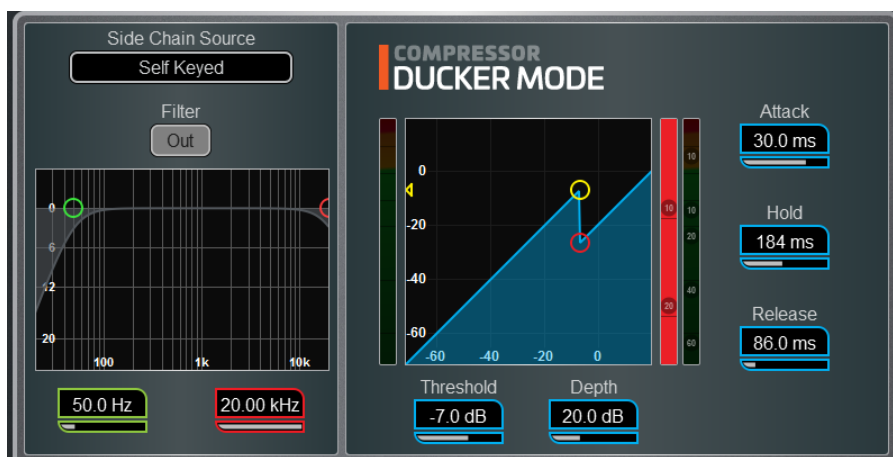 Side Chain Source
Self Keyed
Filter
Out
0
6
12
20
100 1k 10k
50.0 Hz 20.00 kHz
COMPRESSOR
DUCKER MODE
0
-20
-40
-60
-60 -40 -20 0
10
20
10
10
20
40
60
Threshold Depth
-7.0 dB 20.0 dB
Attack
30.0 ms
Hold
184 ms
Release
86.0 ms